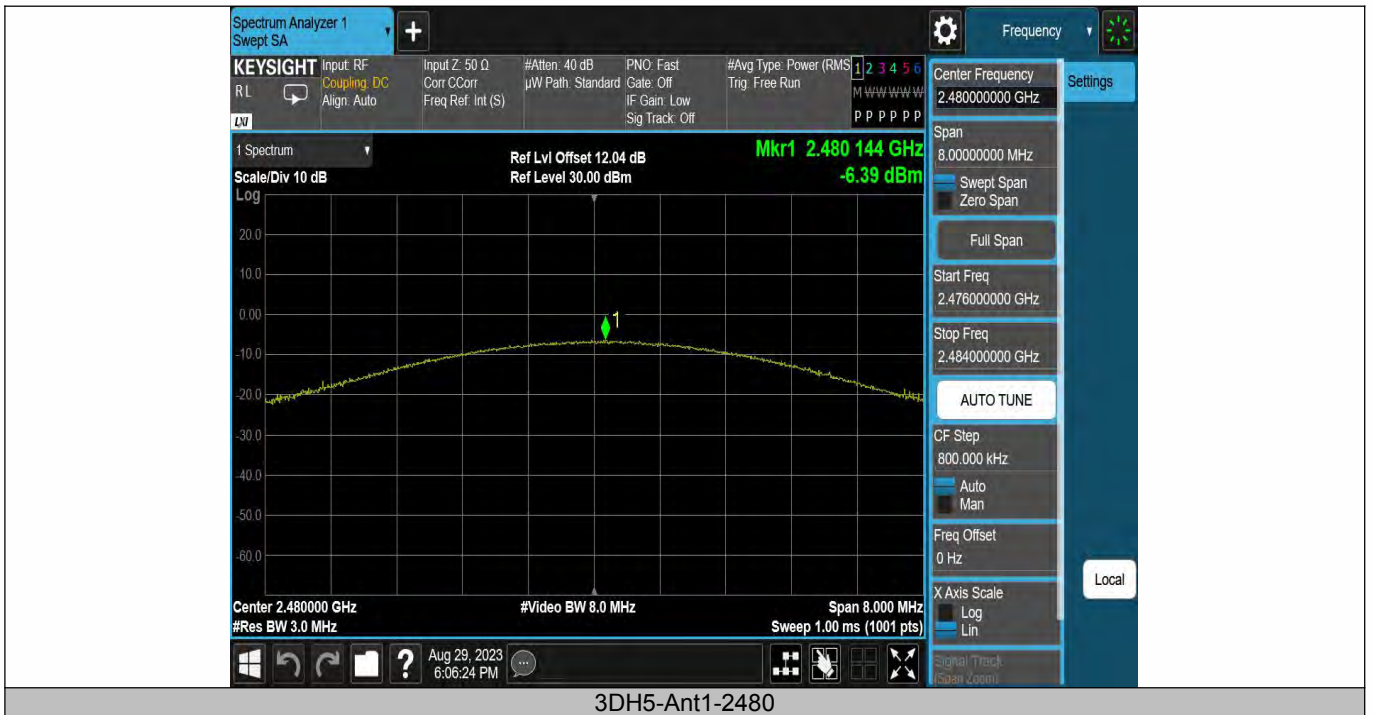 Spectrum Analyzer 1
Swept SA
+
Frequency
KEYSIGHT
RL
LXI
Input: RF
Coupling: DC
Align: Auto
Input Z: 50 Ω
Corr CCorr
Freq Ref: Int (S)
#Atten: 40 dB
µW Path: Standard
PNO: Fast
Gate: Off
IF Gain: Low
Sig Track: Off
#Avg Type: Power (RMS
Trig: Free Run
1 2 3 4 5 6
M W W W W W
P P P P P P
Center Frequency
2.480000000 GHz
Settings
Span
8.00000000 MHz
Swept Span
Zero Span
Full Span
Start Freq
2.476000000 GHz
Stop Freq
2.484000000 GHz
AUTO TUNE
CF Step
800.000 kHz
Auto
Man
Freq Offset
0 Hz
X Axis Scale
Log
Lin
Signal Track
(Span Zoom)
Local
1 Spectrum
Scale/Div 10 dB
Ref Lvl Offset 12.04 dB
Ref Level 30.00 dBm
Mkr1 2.480 144 GHz
-6.39 dBm
Log
20.0
10.0
0.00
-10.0
-20.0
-30.0
-40.0
-50.0
-60.0
1
Center 2.480000 GHz
#Res BW 3.0 MHz
#Video BW 8.0 MHz
Span 8.000 MHz
Sweep 1.00 ms (1001 pts)
?
Aug 29, 2023
6:06:24 PM
3DH5-Ant1-2480